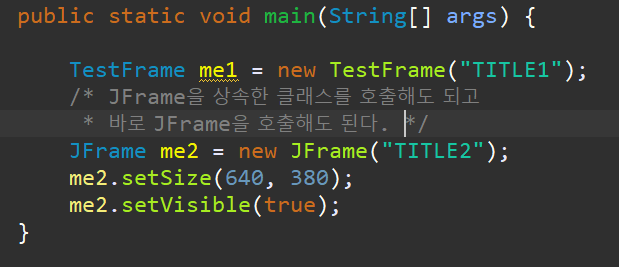 public static void main(String[] args) {
TestFrame me1 = new TestFrame("TITLE1");
/* JFrame을 상속한 클래스를 호출해도 되고
* 바로 JFrame을 호출해도 된다. */
JFrame me2 = new JFrame("TITLE2");
me2.setSize(640, 380);
me2.setVisible(true);
}